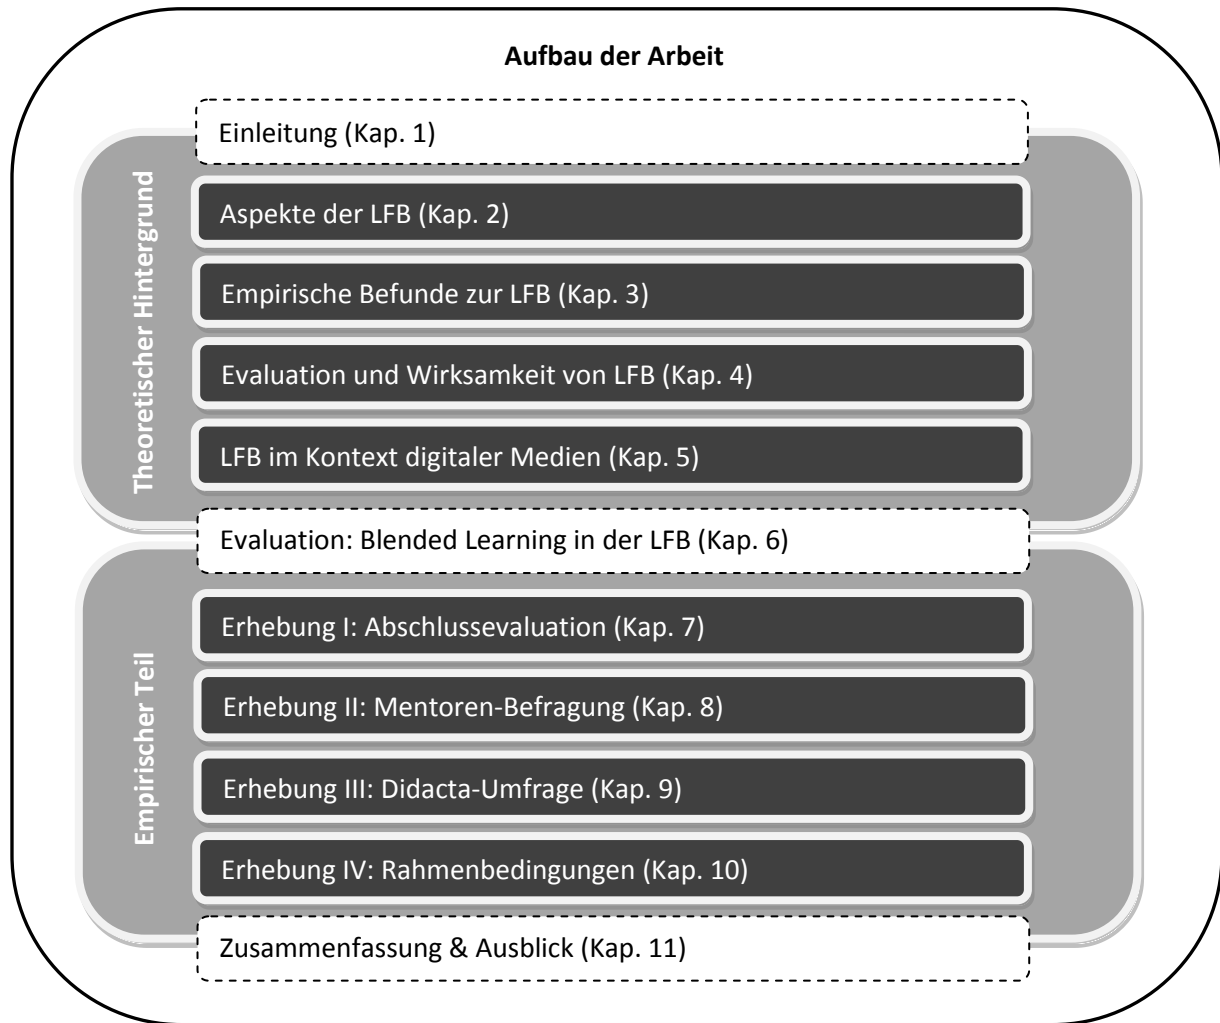 Aufbau der Arbeit
Einleitung (Kap. 1)
Theoretischer Hintergrund
Aspekte der LFB (Kap. 2)
Empirische Befunde zur LFB (Kap. 3)
Evaluation und Wirksamkeit von LFB (Kap. 4)
LFB im Kontext digitaler Medien (Kap. 5)
Evaluation: Blended Learning in der LFB (Kap. 6)
Empirischer Teil
Erhebung I: Abschlussevaluation (Kap. 7)
Erhebung II: Mentoren-Befragung (Kap. 8)
Erhebung III: Didacta-Umfrage (Kap. 9)
Erhebung IV: Rahmenbedingungen (Kap. 10)
Zusammenfassung & Ausblick (Kap. 11)